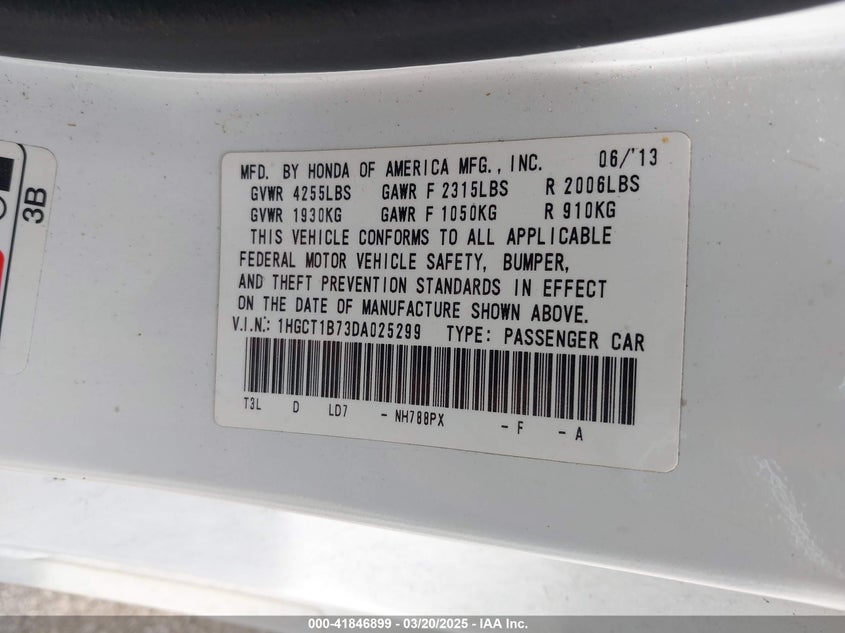 3B
MFD. BY HONDA OF AMERICA MFG., INC. 06/'13
GVWR 4255LBS GAWR F 2315LBS R 2006LBS
GVWR 1930KG GAWR F 1050KG R 910KG
THIS VEHICLE CONFORMS TO ALL APPLICABLE
FEDERAL MOTOR VEHICLE SAFETY, BUMPER,
AND THEFT PREVENTION STANDARDS IN EFFECT
ON THE DATE OF MANUFACTURE SHOWN ABOVE.
V.I.N.: 1HGCT1B73DA025299 TYPE: PASSENGER CAR
T3L D LD7 - NH788PX - F - A
000-41846899 - 03/20/2025 - IAA Inc.